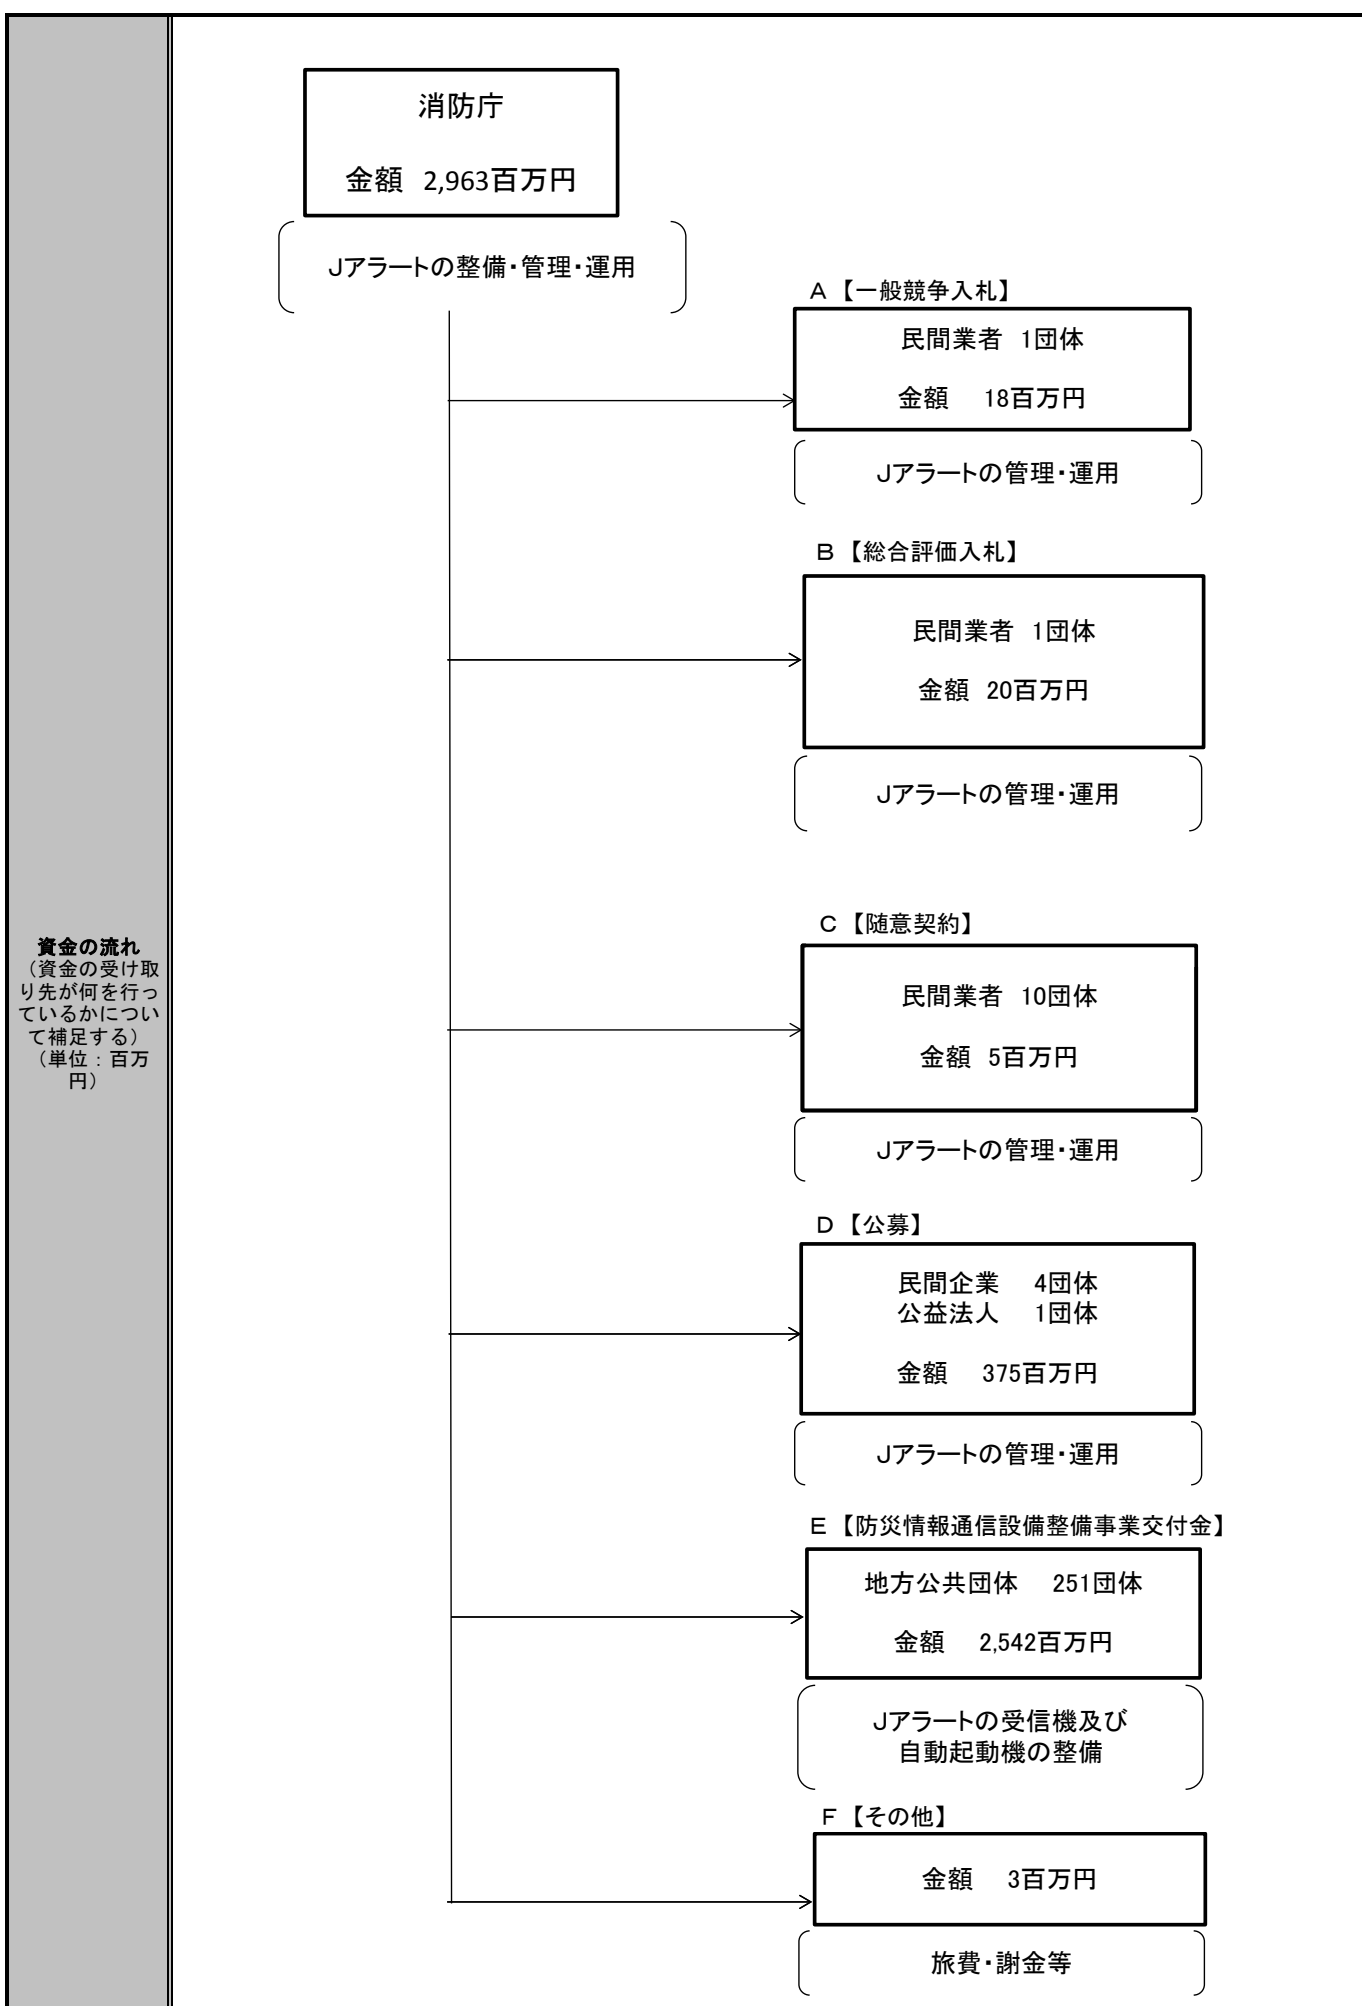 資金の流れ
（資金の受け取
り先が何を行っ
ているかについ
て補足する）
（単位：百万
円）
消防庁
金額 2,963百万円
Jアラートの整備・管理・運用
A 【一般競争入札】
民間業者 1団体
金額 18百万円
Jアラートの管理・運用
B 【総合評価入札】
民間業者 1団体
金額 20百万円
Jアラートの管理・運用
C 【随意契約】
民間業者 10団体
金額 5百万円
Jアラートの管理・運用
D 【公募】
民間企業 4団体
公益法人 1団体
金額 375百万円
Jアラートの管理・運用
E 【防災情報通信設備整備事業交付金】
地方公共団体 251団体
金額 2,542百万円
Jアラートの受信機及び
自動起動機の整備
F 【その他】
金額 3百万円
旅費・謝金等